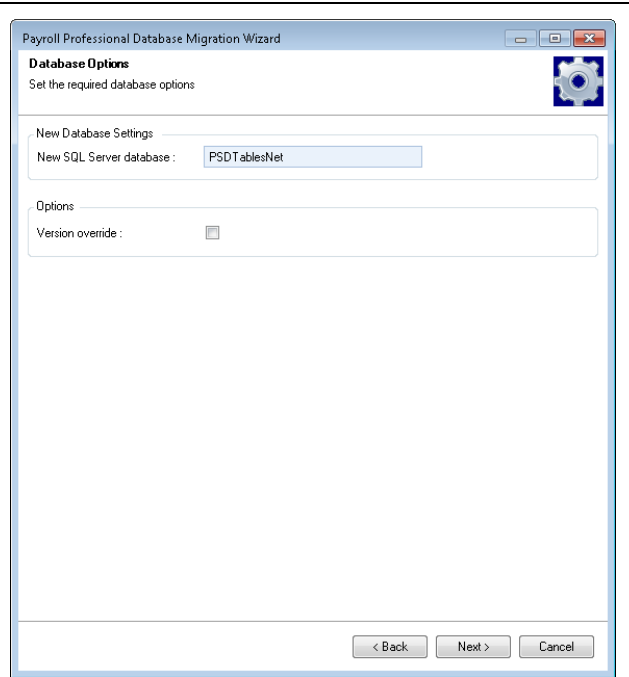 Payroll Professional Database Migration Wizard
Database Options
Set the required database options
New Database Settings
New SQL Server database : PSDTablesNet
Options
Version override :
< Back Next > Cancel